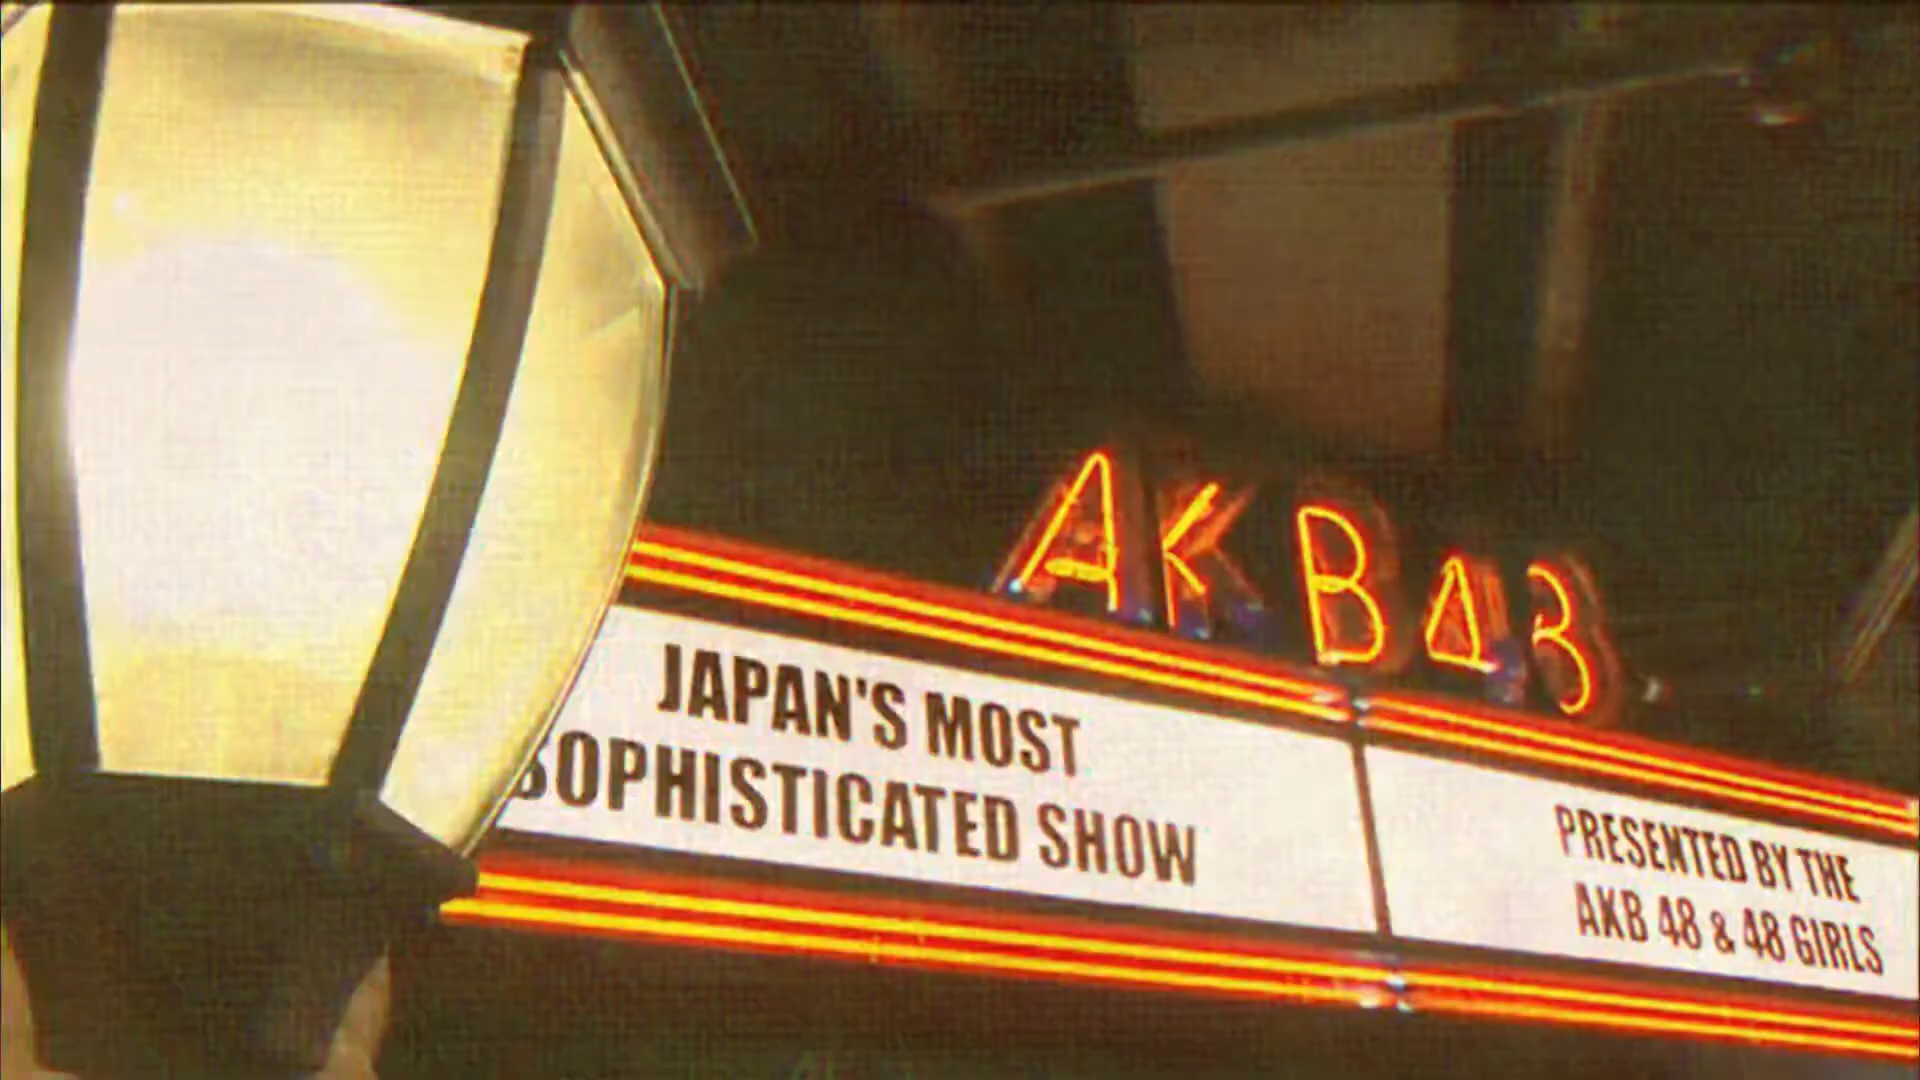 AKB48
JAPAN'S MOST
SOPHISTICATED SHOW
PRESENTED BY THE
AKB 48 & 48 GIRLS